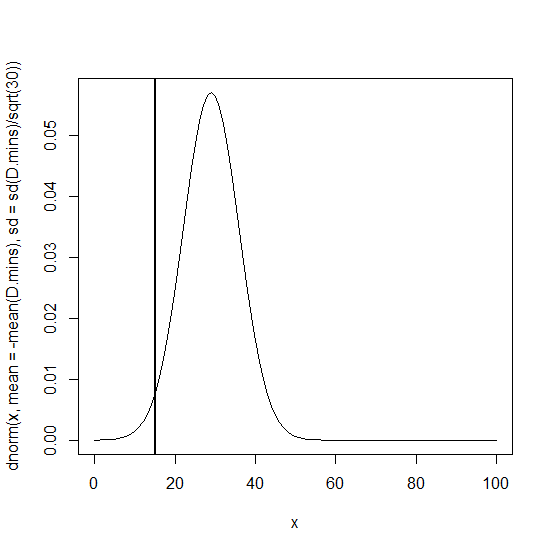 dnorm(x, mean = -mean(D.mins), sd = sd(D.mins)/sqrt(30))
0.05
0.04
0.03
0.02
0.01
0.00
0 20 40 60 80 100
x